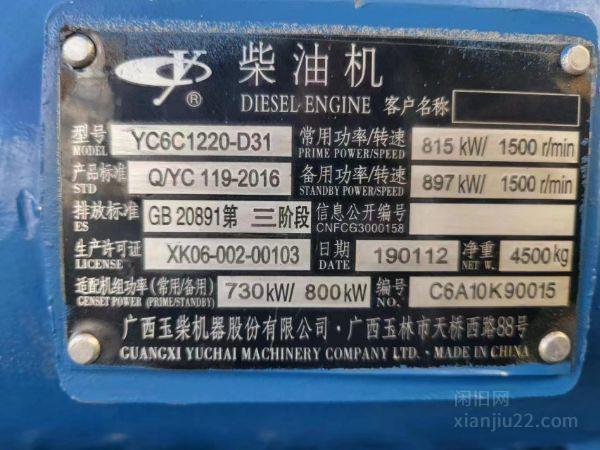 柴油机
DIESEL ENGINE 客户名称
®
型号 YC6C1220-D31 常用功率/转速 815 kW/ 1500 r/min
MODEL PRIME POWER/SPEED
产品标准 Q/YC 119-2016 备用功率/转速 897 kW/ 1500 r/min
STD STANDBY POWER/SPEED
排放标准 GB 20891第 三阶段 信息公开编号
ES CNFCG3000158
生产许可证 XK06-002-00103 日期 190112 净重 4500kg
LICENSE DATE NET W.
适配机组功率(常用/备用) 730kW/ 800kW 编号 C6A10K90015
GENSET POWER (PRIME/STANDBY) NO.
广西玉柴机器股份有限公司·广西玉林市天桥西路88号
GUANGXI YUCHAI MACHINERY COMPANY LTD. · MADE IN CHINA
闲旧网
xianjiu22.com